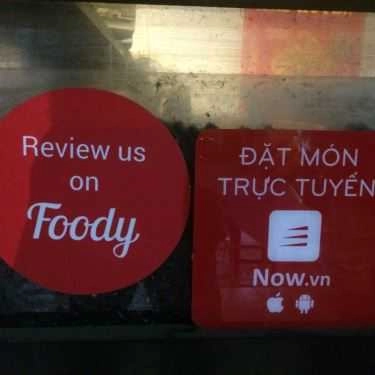 Review us
on
Foody
ĐẶT MÓN
TRỰC TUYẾN
Now.vn